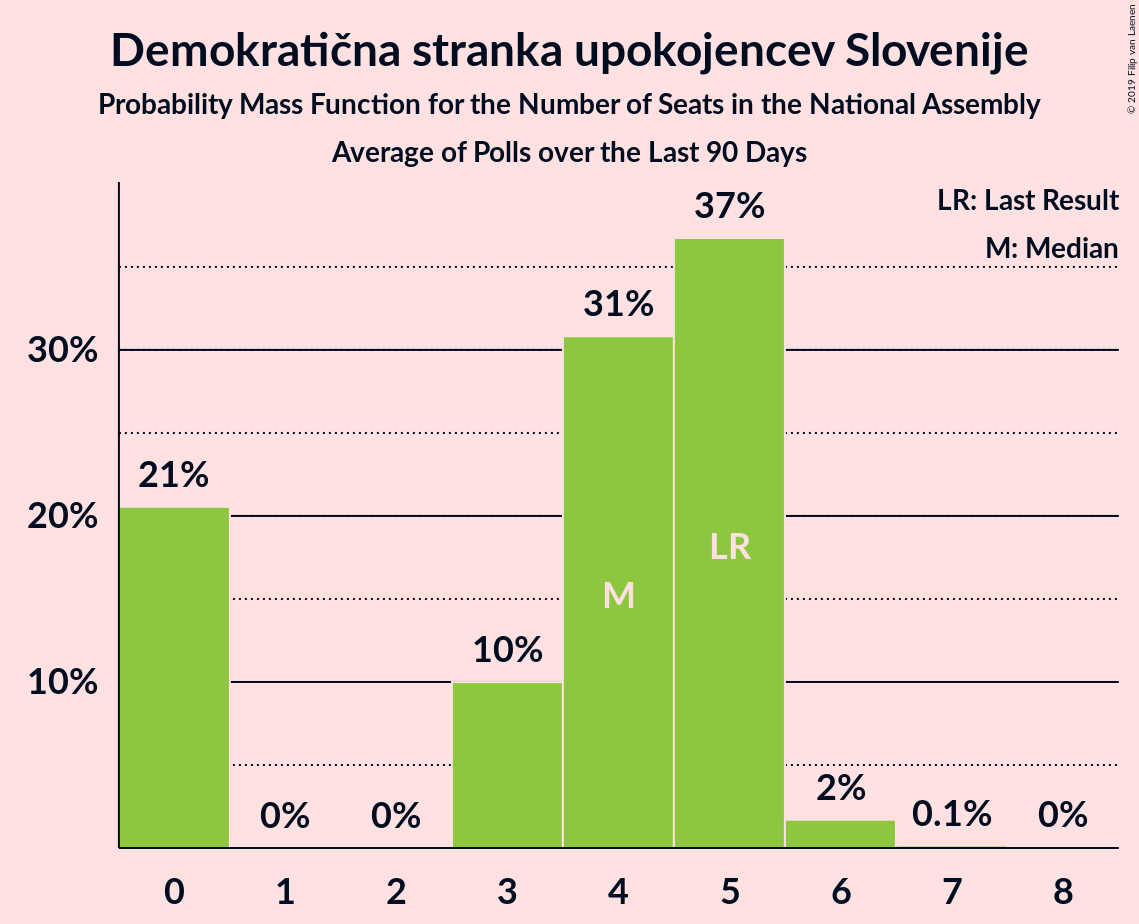 Demokratična stranka upokojencev Slovenije
Probability Mass Function for the Number of Seats in the National Assembly
Average of Polls over the Last 90 Days
© 2019 Filip van Laenen
LR: Last Result
M: Median
37%
31%
30%
21%
20%
LR
M
10%
10%
2%
0%
0%
0.1%
0%
0 1 2 3 4 5 6 7 8